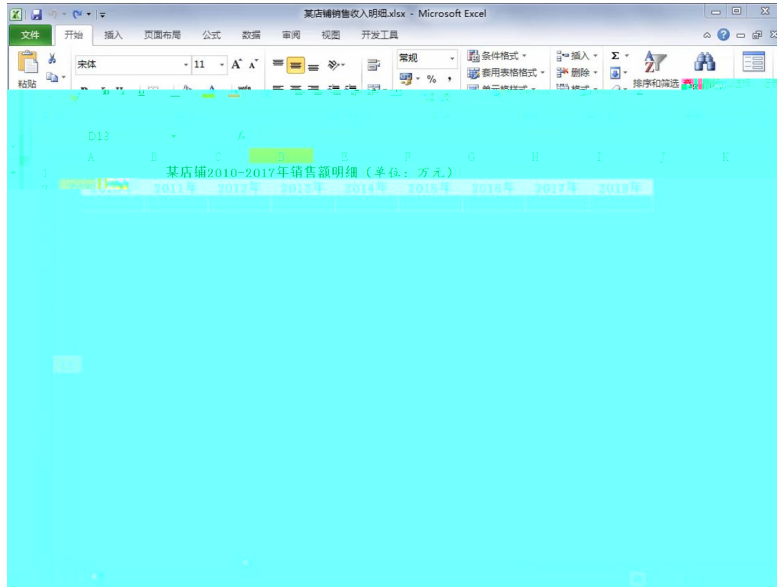 某店铺销售收入明细.xlsx - Microsoft Excel
文件 开始 插入 页面布局 公式 数据 审阅 视图 开发工具
宋体 11 A A 常规 条件格式 插入 Σ
粘贴 % , 套用表格格式 删除 排序和筛选
D13
A B C D E F G H I J K
1 某店铺2010-2017年销售额明细（单位：万元）
2011年 2012年 2013年 2014年 2015年 2016年 2017年 2018年